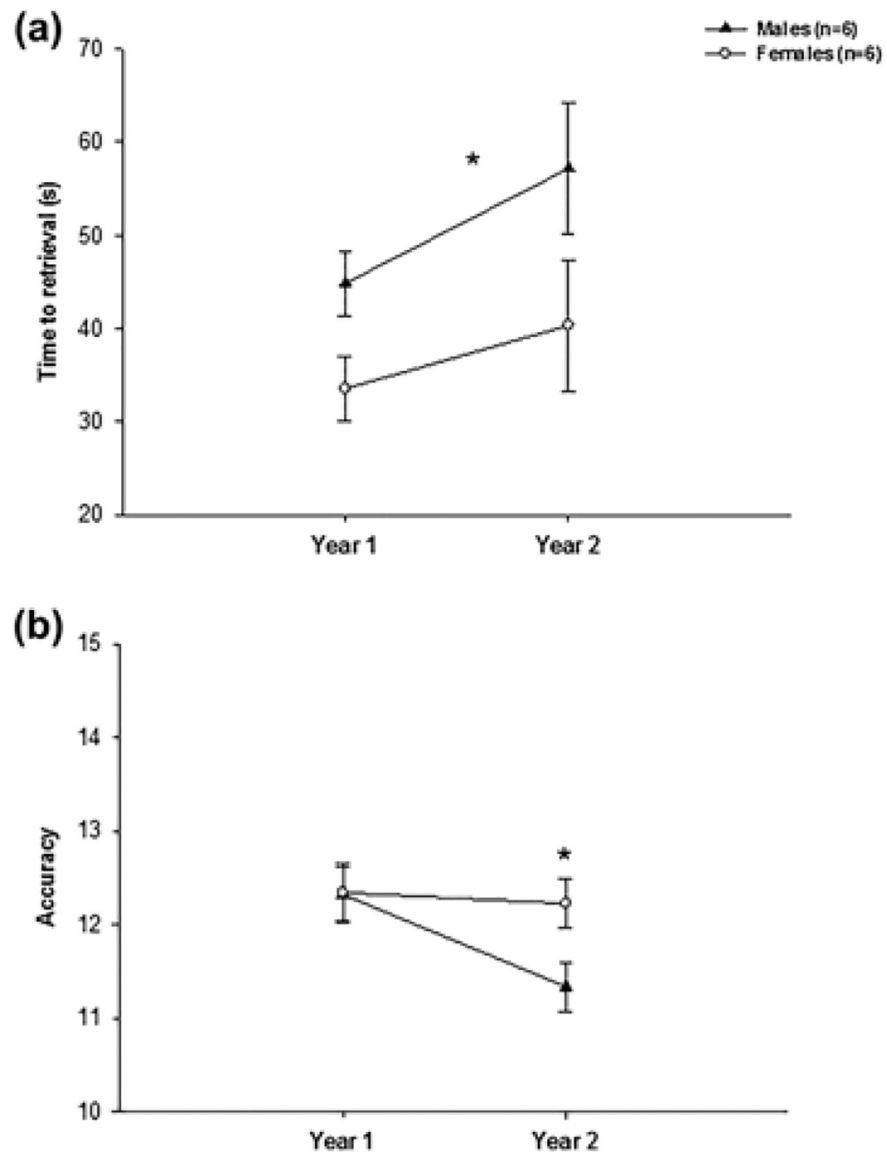 (a)
Males (n=6)
Females (n=6)
70
60
50
40
30
20
Time to retrieval (s)
*
Year 1 Year 2
(b)
15
14
13
12
11
10
Accuracy
*
Year 1 Year 2